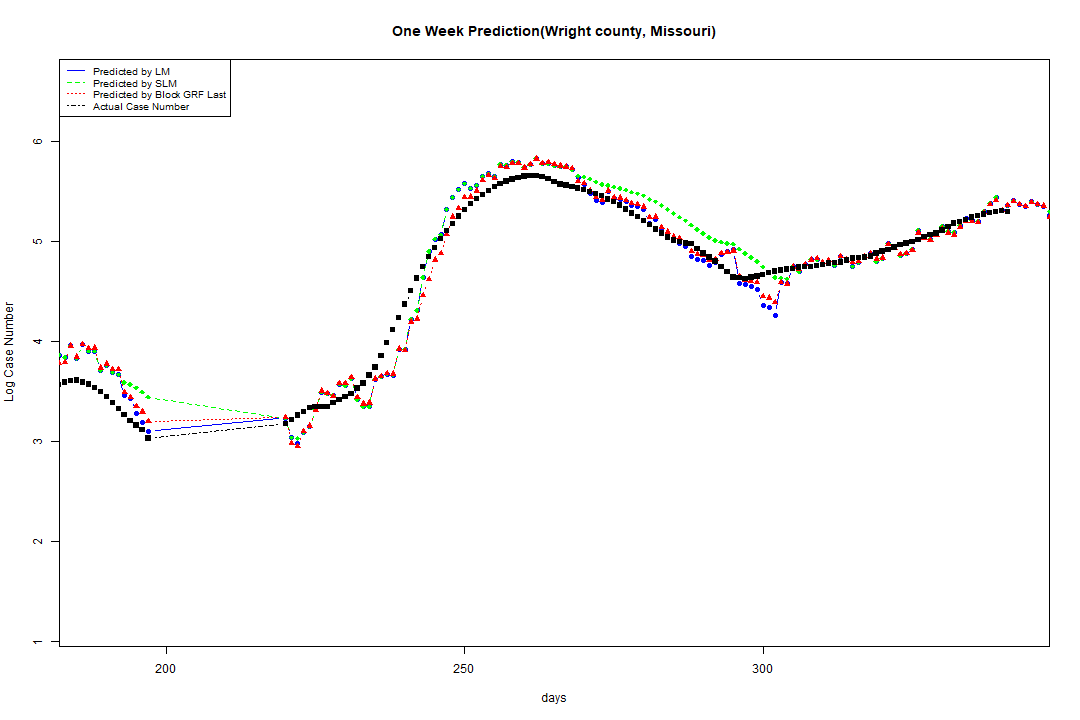 One Week Prediction(Wright county, Missouri)
Predicted by LM
Predicted by SLM
Predicted by Block GRF Last
Actual Case Number
6
5
4
3
2
1
Log Case Number
200
250
300
days